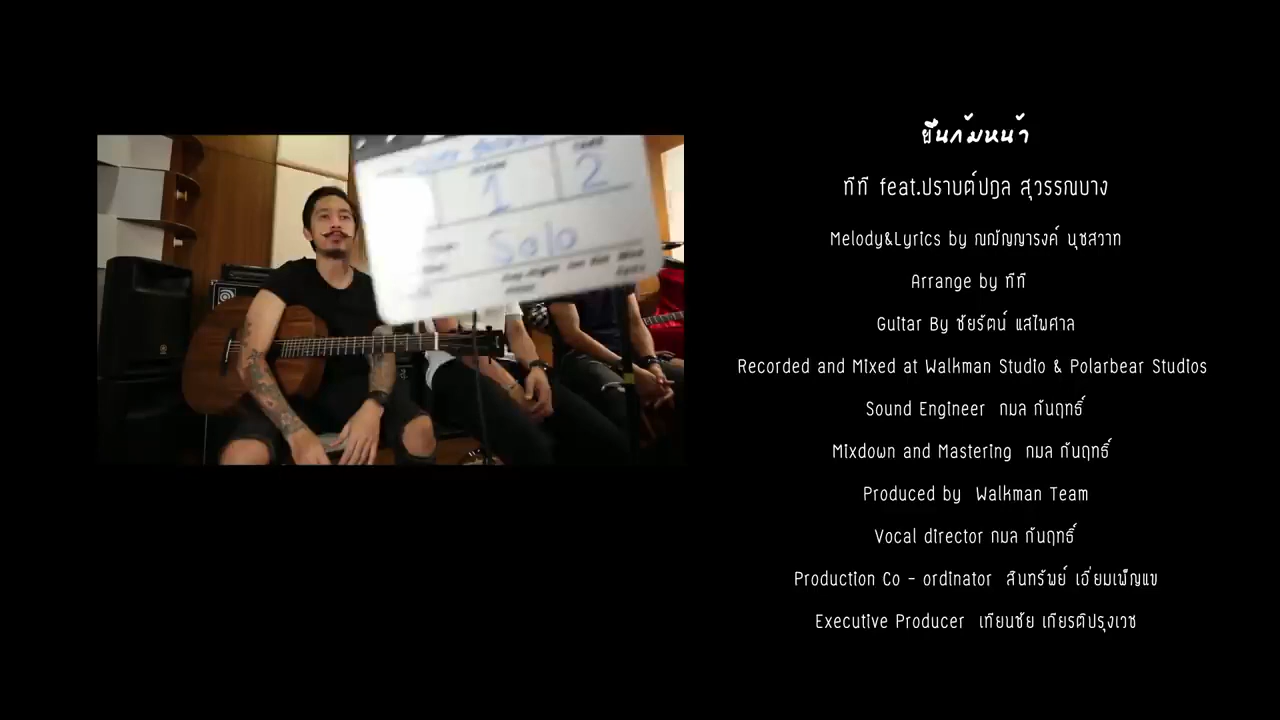 1
2
Solo
ยืนก้มหน้า
ทีที feat.ปราบต์ปฎล สุวรรณบาง
Melody&Lyrics by ณฌัญญารงค์ นุชสวาท
Arrange by ทีที
Guitar By ชัยรัตน์ แสไพศาล
Recorded and Mixed at Walkman Studio & Polarbear Studios
Sound Engineer กมล กันฤทธิ์
Mixdown and Mastering กมล กันฤทธิ์
Produced by Walkman Team
Vocal director กมล กันฤทธิ์
Production Co - ordinator สินทรัพย์ เอี่ยมเพ็ญแข
Executive Producer เทียนชัย เกียรติปรุงเวช